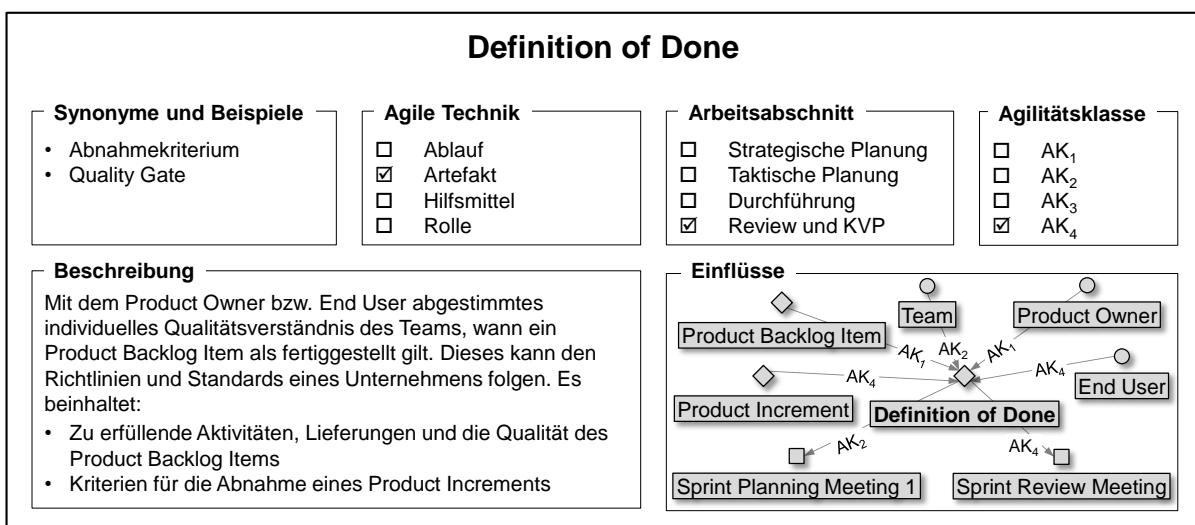 Definition of Done
Synonyme und Beispiele
• Abnahmekriterium
• Quality Gate
Agile Technik
☐ Ablauf
☑ Artefakt
☐ Hilfsmittel
☐ Rolle
Arbeitsabschnitt
☐ Strategische Planung
☐ Taktische Planung
☐ Durchführung
☑ Review und KVP
Agilitätsklasse
☐ AK₁
☐ AK₂
☐ AK₃
☑ AK₄
Beschreibung
Mit dem Product Owner bzw. End User abgestimmtes
individuelles Qualitätsverständnis des Teams, wann ein
Product Backlog Item als fertiggestellt gilt. Dieses kann den
Richtlinien und Standards eines Unternehmens folgen. Es
beinhaltet:
• Zu erfüllende Aktivitäten, Lieferungen und die Qualität des
Product Backlog Items
• Kriterien für die Abnahme eines Product Increments
Einflüsse
Team
Product Owner
Product Backlog Item
AK₁
AK₂
AK₁
AK₄
AK₄
End User
Product Increment
Definition of Done
AK₂
AK₄
Sprint Planning Meeting 1
Sprint Review Meeting